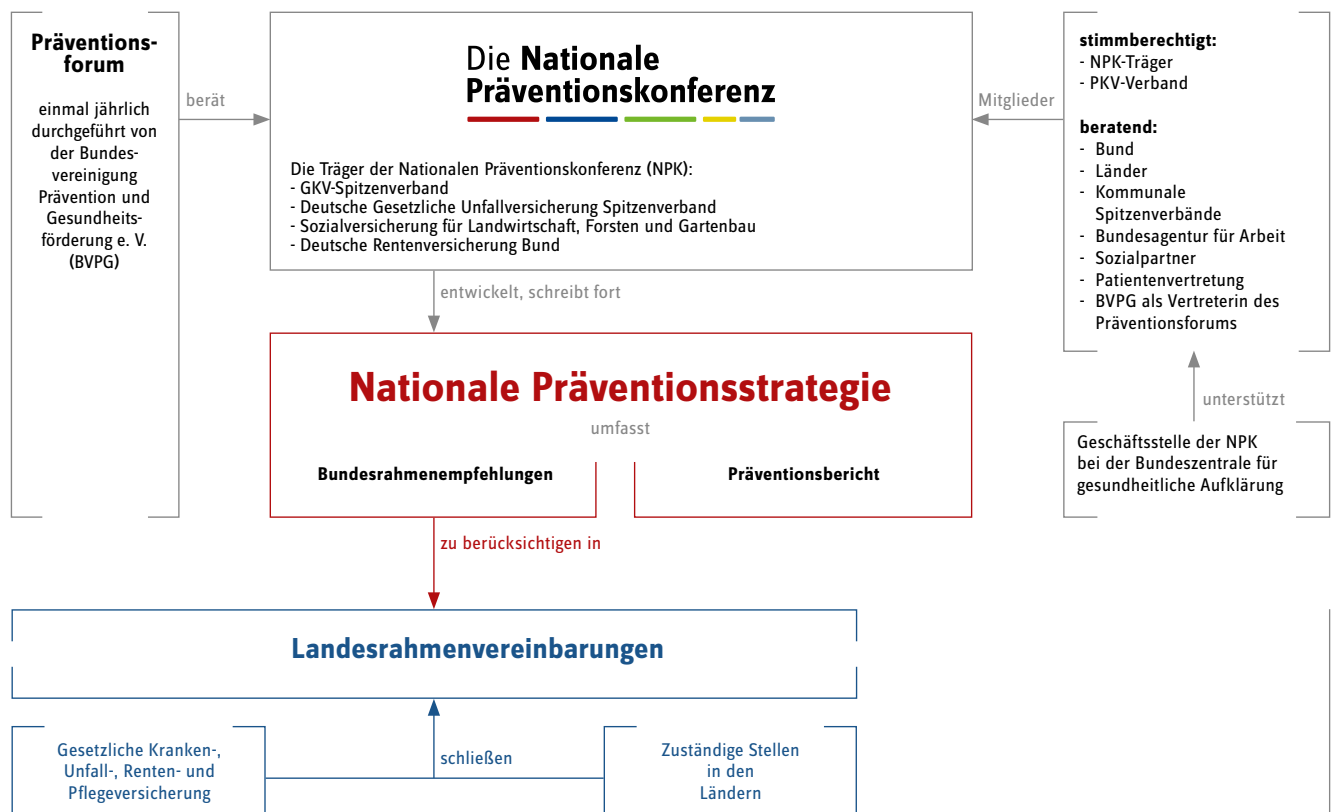 Präventions-
forum
einmal jährlich
durchgeführt von
der Bundes-
vereinigung
Prävention und
Gesundheits-
förderung e. V.
(BVPG)
berät
Die Nationale
Präventionskonferenz
Die Träger der Nationalen Präventionskonferenz (NPK):
- GKV-Spitzenverband
- Deutsche Gesetzliche Unfallversicherung Spitzenverband
- Sozialversicherung für Landwirtschaft, Forsten und Gartenbau
- Deutsche Rentenversicherung Bund
Mitglieder
stimmberechtigt:
- NPK-Träger
- PKV-Verband
beratend:
- Bund
- Länder
- Kommunale
Spitzenverbände
- Bundesagentur für Arbeit
- Sozialpartner
- Patientenvertretung
- BVPG als Vertreterin des
Präventionsforums
unterstützt
Geschäftsstelle der NPK
bei der Bundeszentrale für
gesundheitliche Aufklärung
entwickelt, schreibt fort
Nationale Präventionsstrategie
umfasst
Bundesrahmenempfehlungen
Präventionsbericht
zu berücksichtigen in
Landesrahmenvereinbarungen
Gesetzliche Kranken-,
Unfall-, Renten- und
Pflegeversicherung
schließen
Zuständige Stellen
in den
Ländern